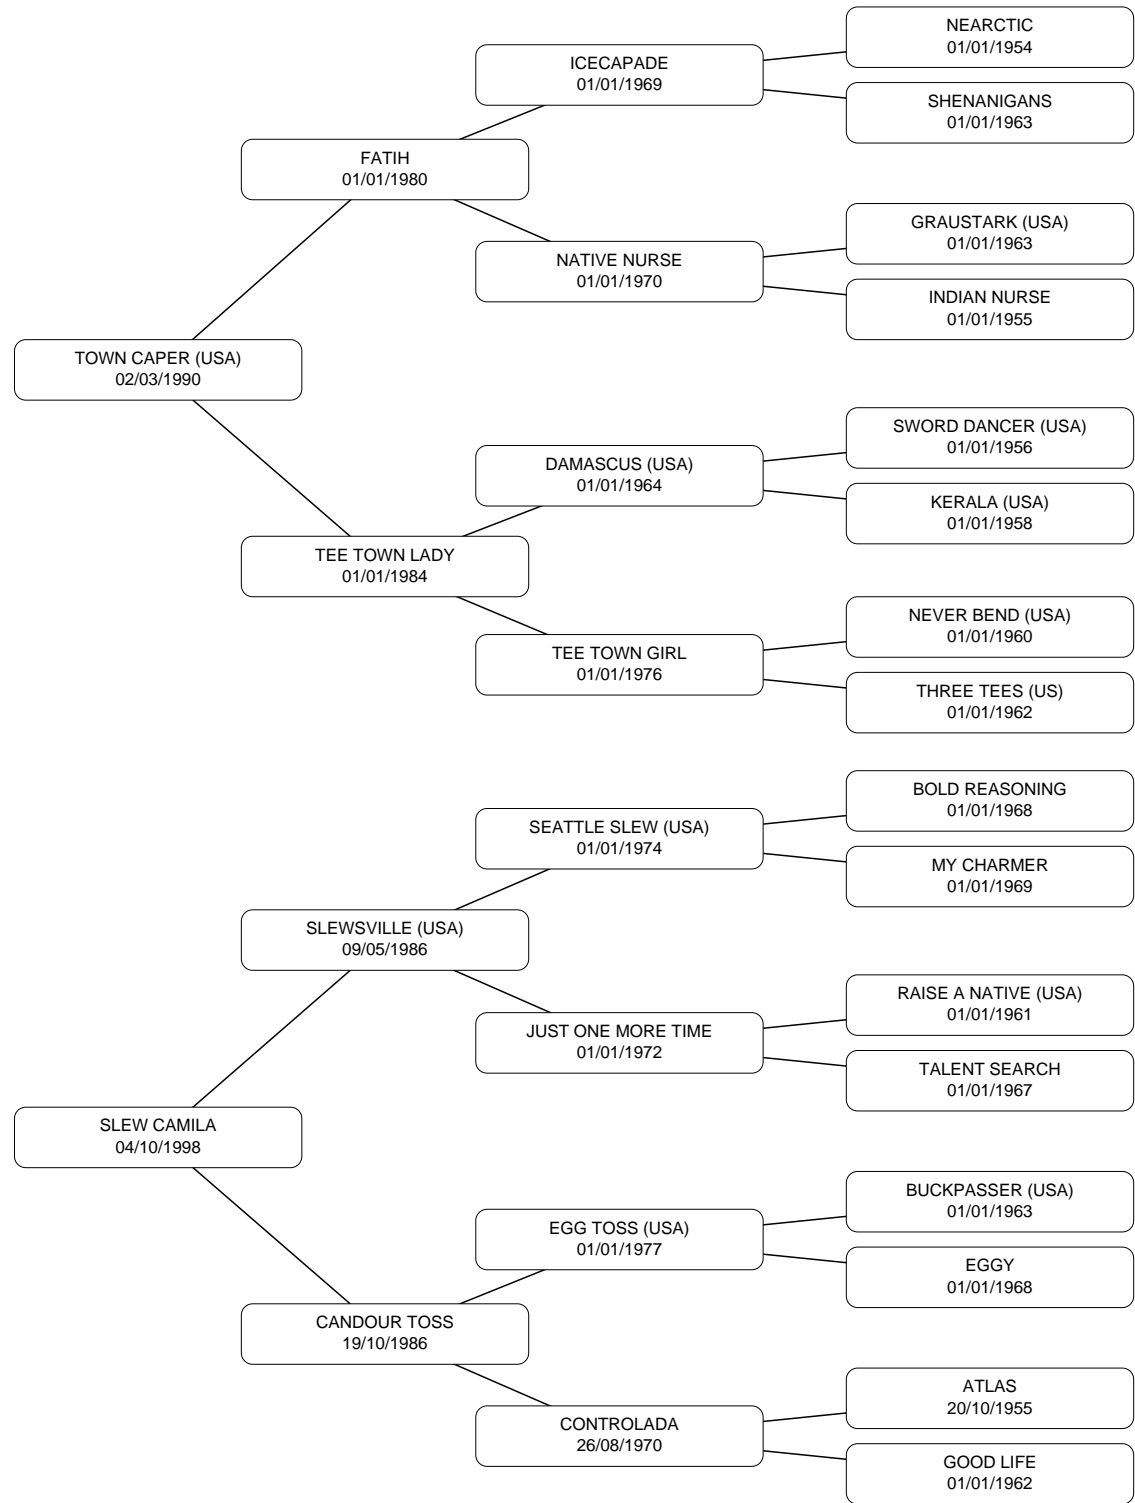 NEARCTIC
01/01/1954
ICECAPADE
01/01/1969
SHENANIGANS
01/01/1963
FATIH
01/01/1980
GRAUSTARK (USA)
01/01/1963
NATIVE NURSE
01/01/1970
INDIAN NURSE
01/01/1955
TOWN CAPER (USA)
02/03/1990
SWORD DANCER (USA)
01/01/1956
DAMASCUS (USA)
01/01/1964
KERALA (USA)
01/01/1958
TEE TOWN LADY
01/01/1984
NEVER BEND (USA)
01/01/1960
TEE TOWN GIRL
01/01/1976
THREE TEES (US)
01/01/1962
BOLD REASONING
01/01/1968
SEATTLE SLEW (USA)
01/01/1974
MY CHARMER
01/01/1969
SLEWSVILLE (USA)
09/05/1986
RAISE A NATIVE (USA)
01/01/1961
JUST ONE MORE TIME
01/01/1972
TALENT SEARCH
01/01/1967
SLEW CAMILA
04/10/1998
BUCKPASSER (USA)
01/01/1963
EGG TOSS (USA)
01/01/1977
EGGY
01/01/1968
CANDOUR TOSS
19/10/1986
ATLAS
20/10/1955
CONTROLADA
26/08/1970
GOOD LIFE
01/01/1962